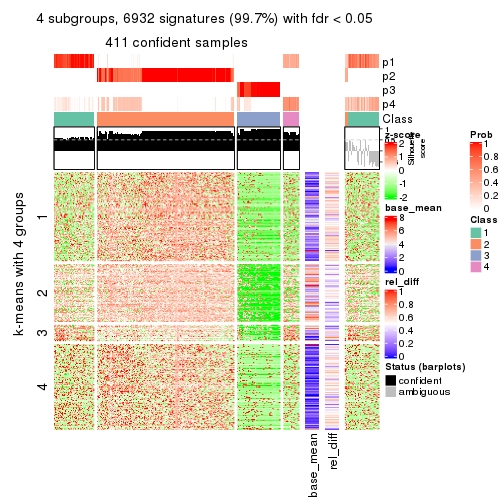 4 subgroups, 6932 signatures (99.7%) with fdr < 0.05
411 confident samples
p1
p2
p3
p4
Class
1
Silhouette
score
k-means with 4 groups
1
2
3
4
base_mean
rel_diff
z-score
2
1
0
-1
-2
base_mean
8
6
4
2
0
rel_diff
1
0.8
0.6
0.4
0.2
0
Status (barplots)
confident
ambiguous
Prob
1
0.8
0.6
0.4
0.2
0
Class
1
2
3
4